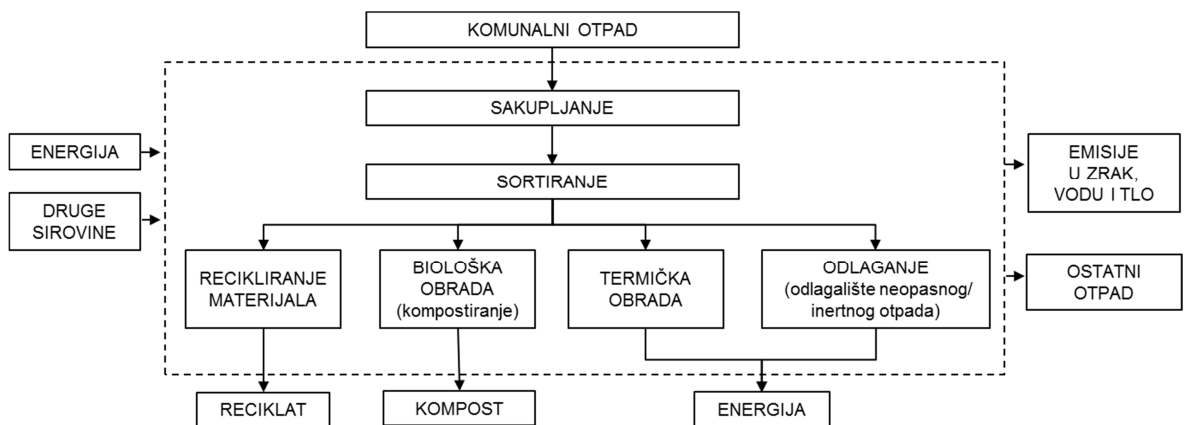 KOMUNALNI OTPAD
SAKUPLJANJE
SORTIRANJE
ENERGIJA
DRUGE
SIROVINE
RECIKLIRANJE
MATERIJALA
BIOLOŠKA
OBRADA
(kompostiranje)
TERMIČKA
OBRADA
ODLAGANJE
(odlagalište neopasnog/
inertnog otpada)
EMISIJE
U ZRAK,
VODU I TLO
OSTATNI
OTPAD
RECIKLAT
KOMPOST
ENERGIJA